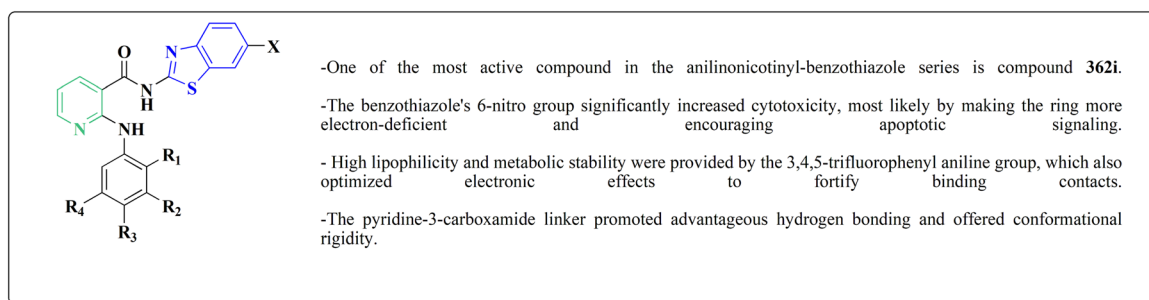 O
N
X
N
H
S
N
NH
R1
R4
R2
R3
-One of the most active compound in the anilinonicotinyl-benzothiazole series is compound 362i.
-The benzothiazole's 6-nitro group significantly increased cytotoxicity, most likely by making the ring more
electron-deficient and encouraging apoptotic signaling.
- High lipophilicity and metabolic stability were provided by the 3,4,5-trifluorophenyl aniline group, which also
optimized electronic effects to fortify binding contacts.
-The pyridine-3-carboxamide linker promoted advantageous hydrogen bonding and offered conformational
rigidity.